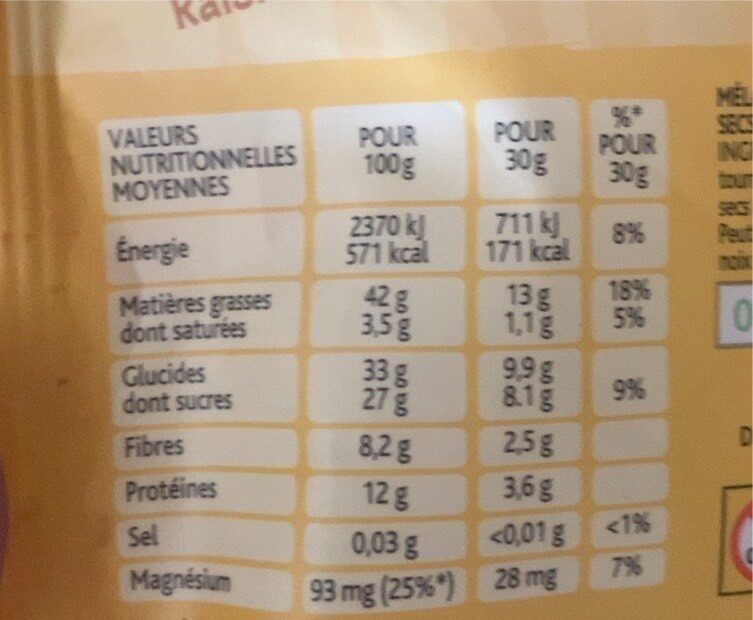 VALEURS NUTRITIONNELLES MOYENNES POUR 100g POUR 30g %* POUR 30g
Énergie 2370 kJ 571 kcal 711 kJ 171 kcal 8%
Matières grasses 42 g 13 g 18%
dont saturées 3,5 g 1,1 g 5%
Glucides 33 g 9,9 g 9%
dont sucres 27 g 8.1 g
Fibres 8,2 g 2,5 g
Protéines 12 g 3,6 g
Sel 0,03 g <0,01 g <1%
Magnésium 93 mg (25%*) 28 mg 7%